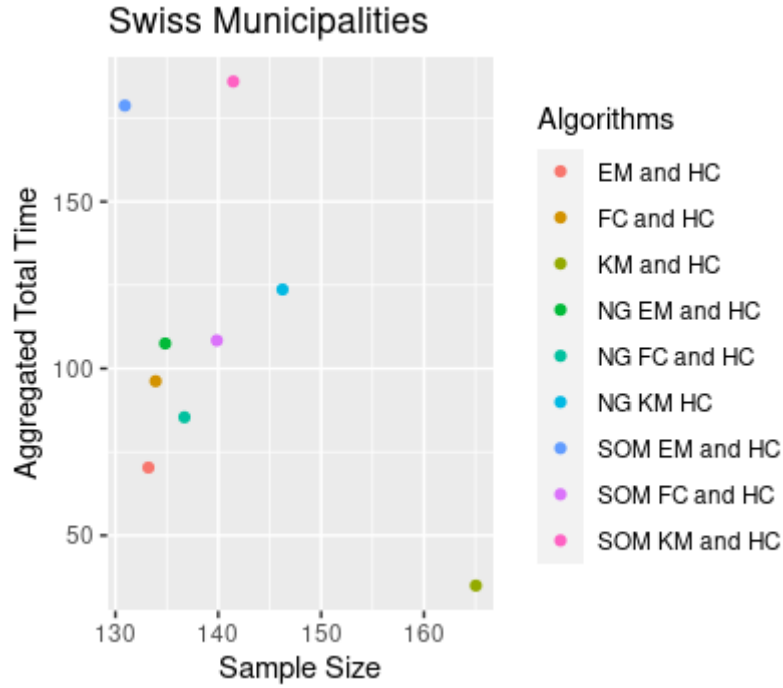 Swiss Municipalities
Aggregated Total Time
150
100
50
130 140 150 160
Sample Size
Algorithms
EM and HC
FC and HC
KM and HC
NG EM and HC
NG FC and HC
NG KM HC
SOM EM and HC
SOM FC and HC
SOM KM and HC